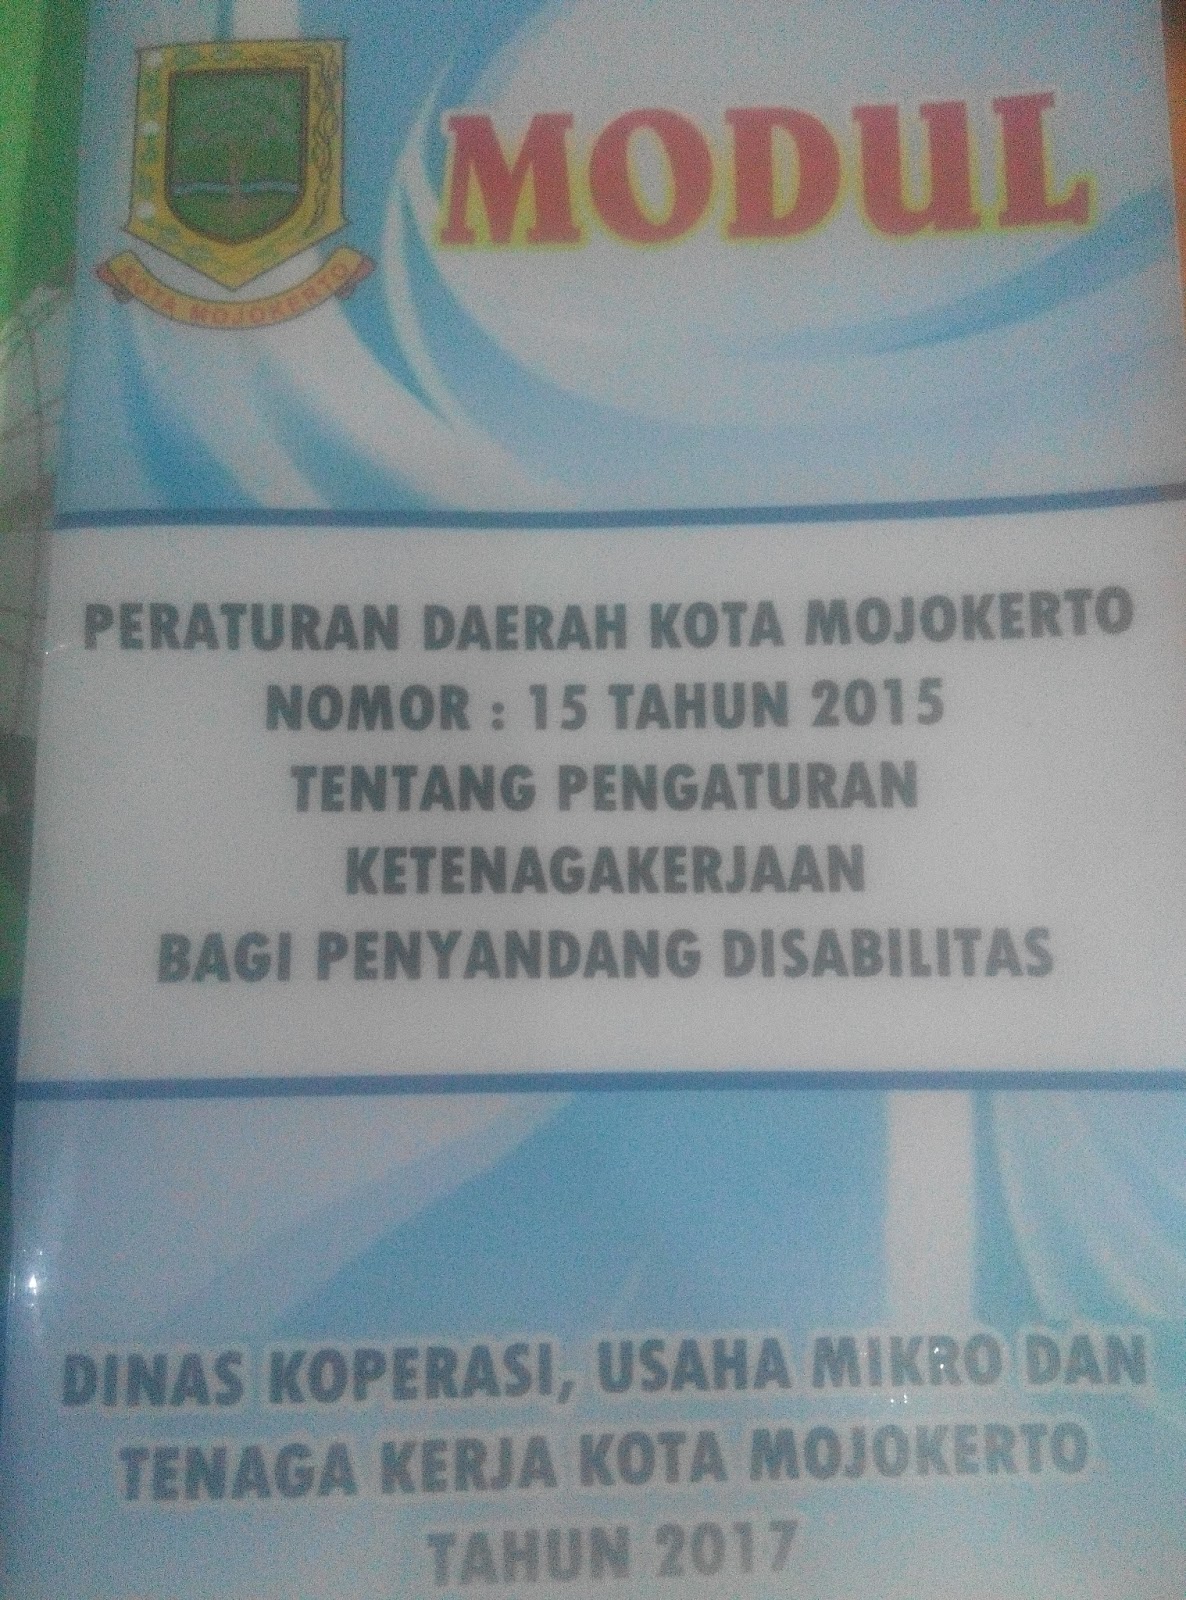 MODUL
KOTA MOJOKERTO
PERATURAN DAERAH KOTA MOJOKERTO
NOMOR : 15 TAHUN 2015
TENTANG PENGATURAN
KETENAGAKERJAAN
BAGI PENYANDANG DISABILITAS
DINAS KOPERASI, USAHA MIKRO DAN
TENAGA KERJA KOTA MOJOKERTO
TAHUN 2017